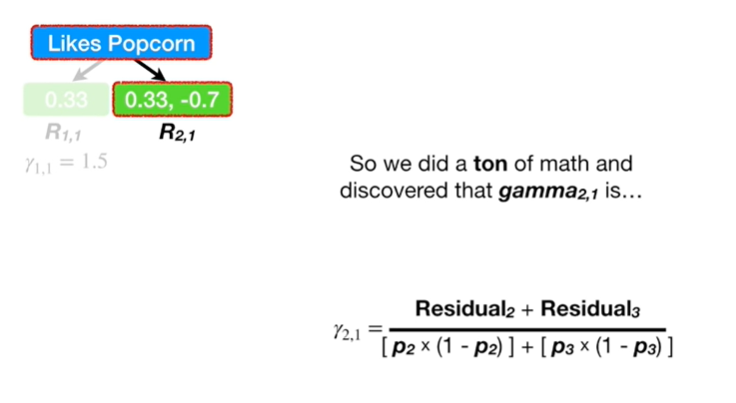 Likes Popcorn
0.33
0.33, -0.7
R1,1
R2,1
γ1,1 = 1.5
So we did a ton of math and
discovered that gamma2,1 is…
Residual2 + Residual3
γ2,1 =
[ p2 × (1 - p2) ] + [ p3 × (1 - p3) ]